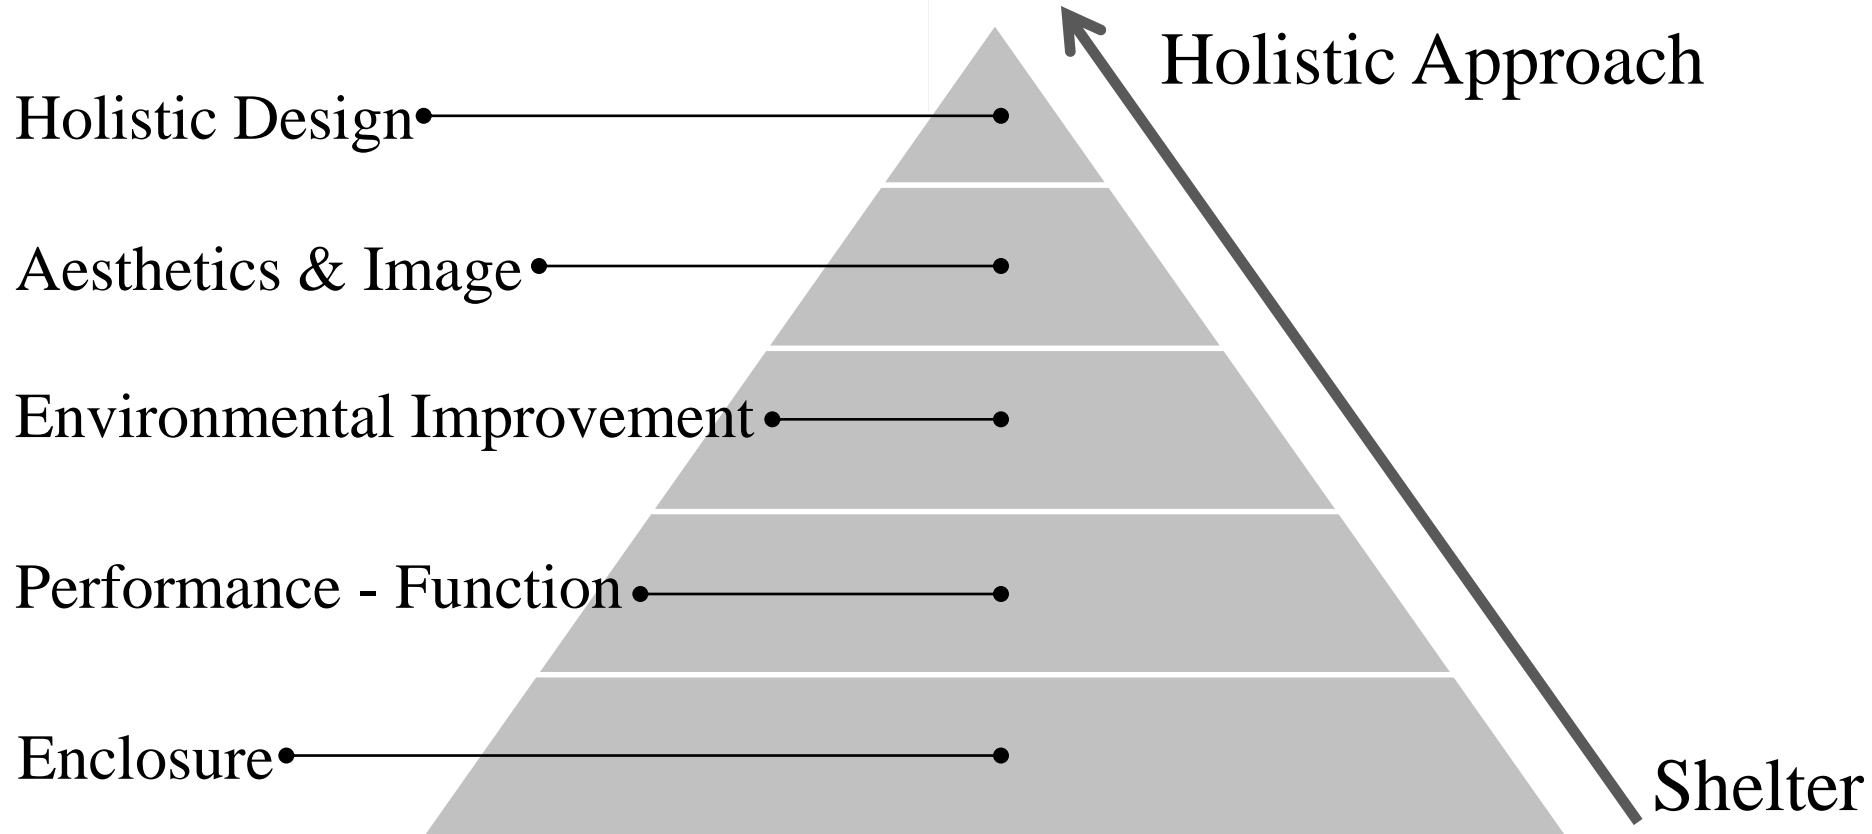 Holistic Approach
Holistic Design
Aesthetics & Image
Environmental Improvement
Performance - Function
Enclosure
Shelter